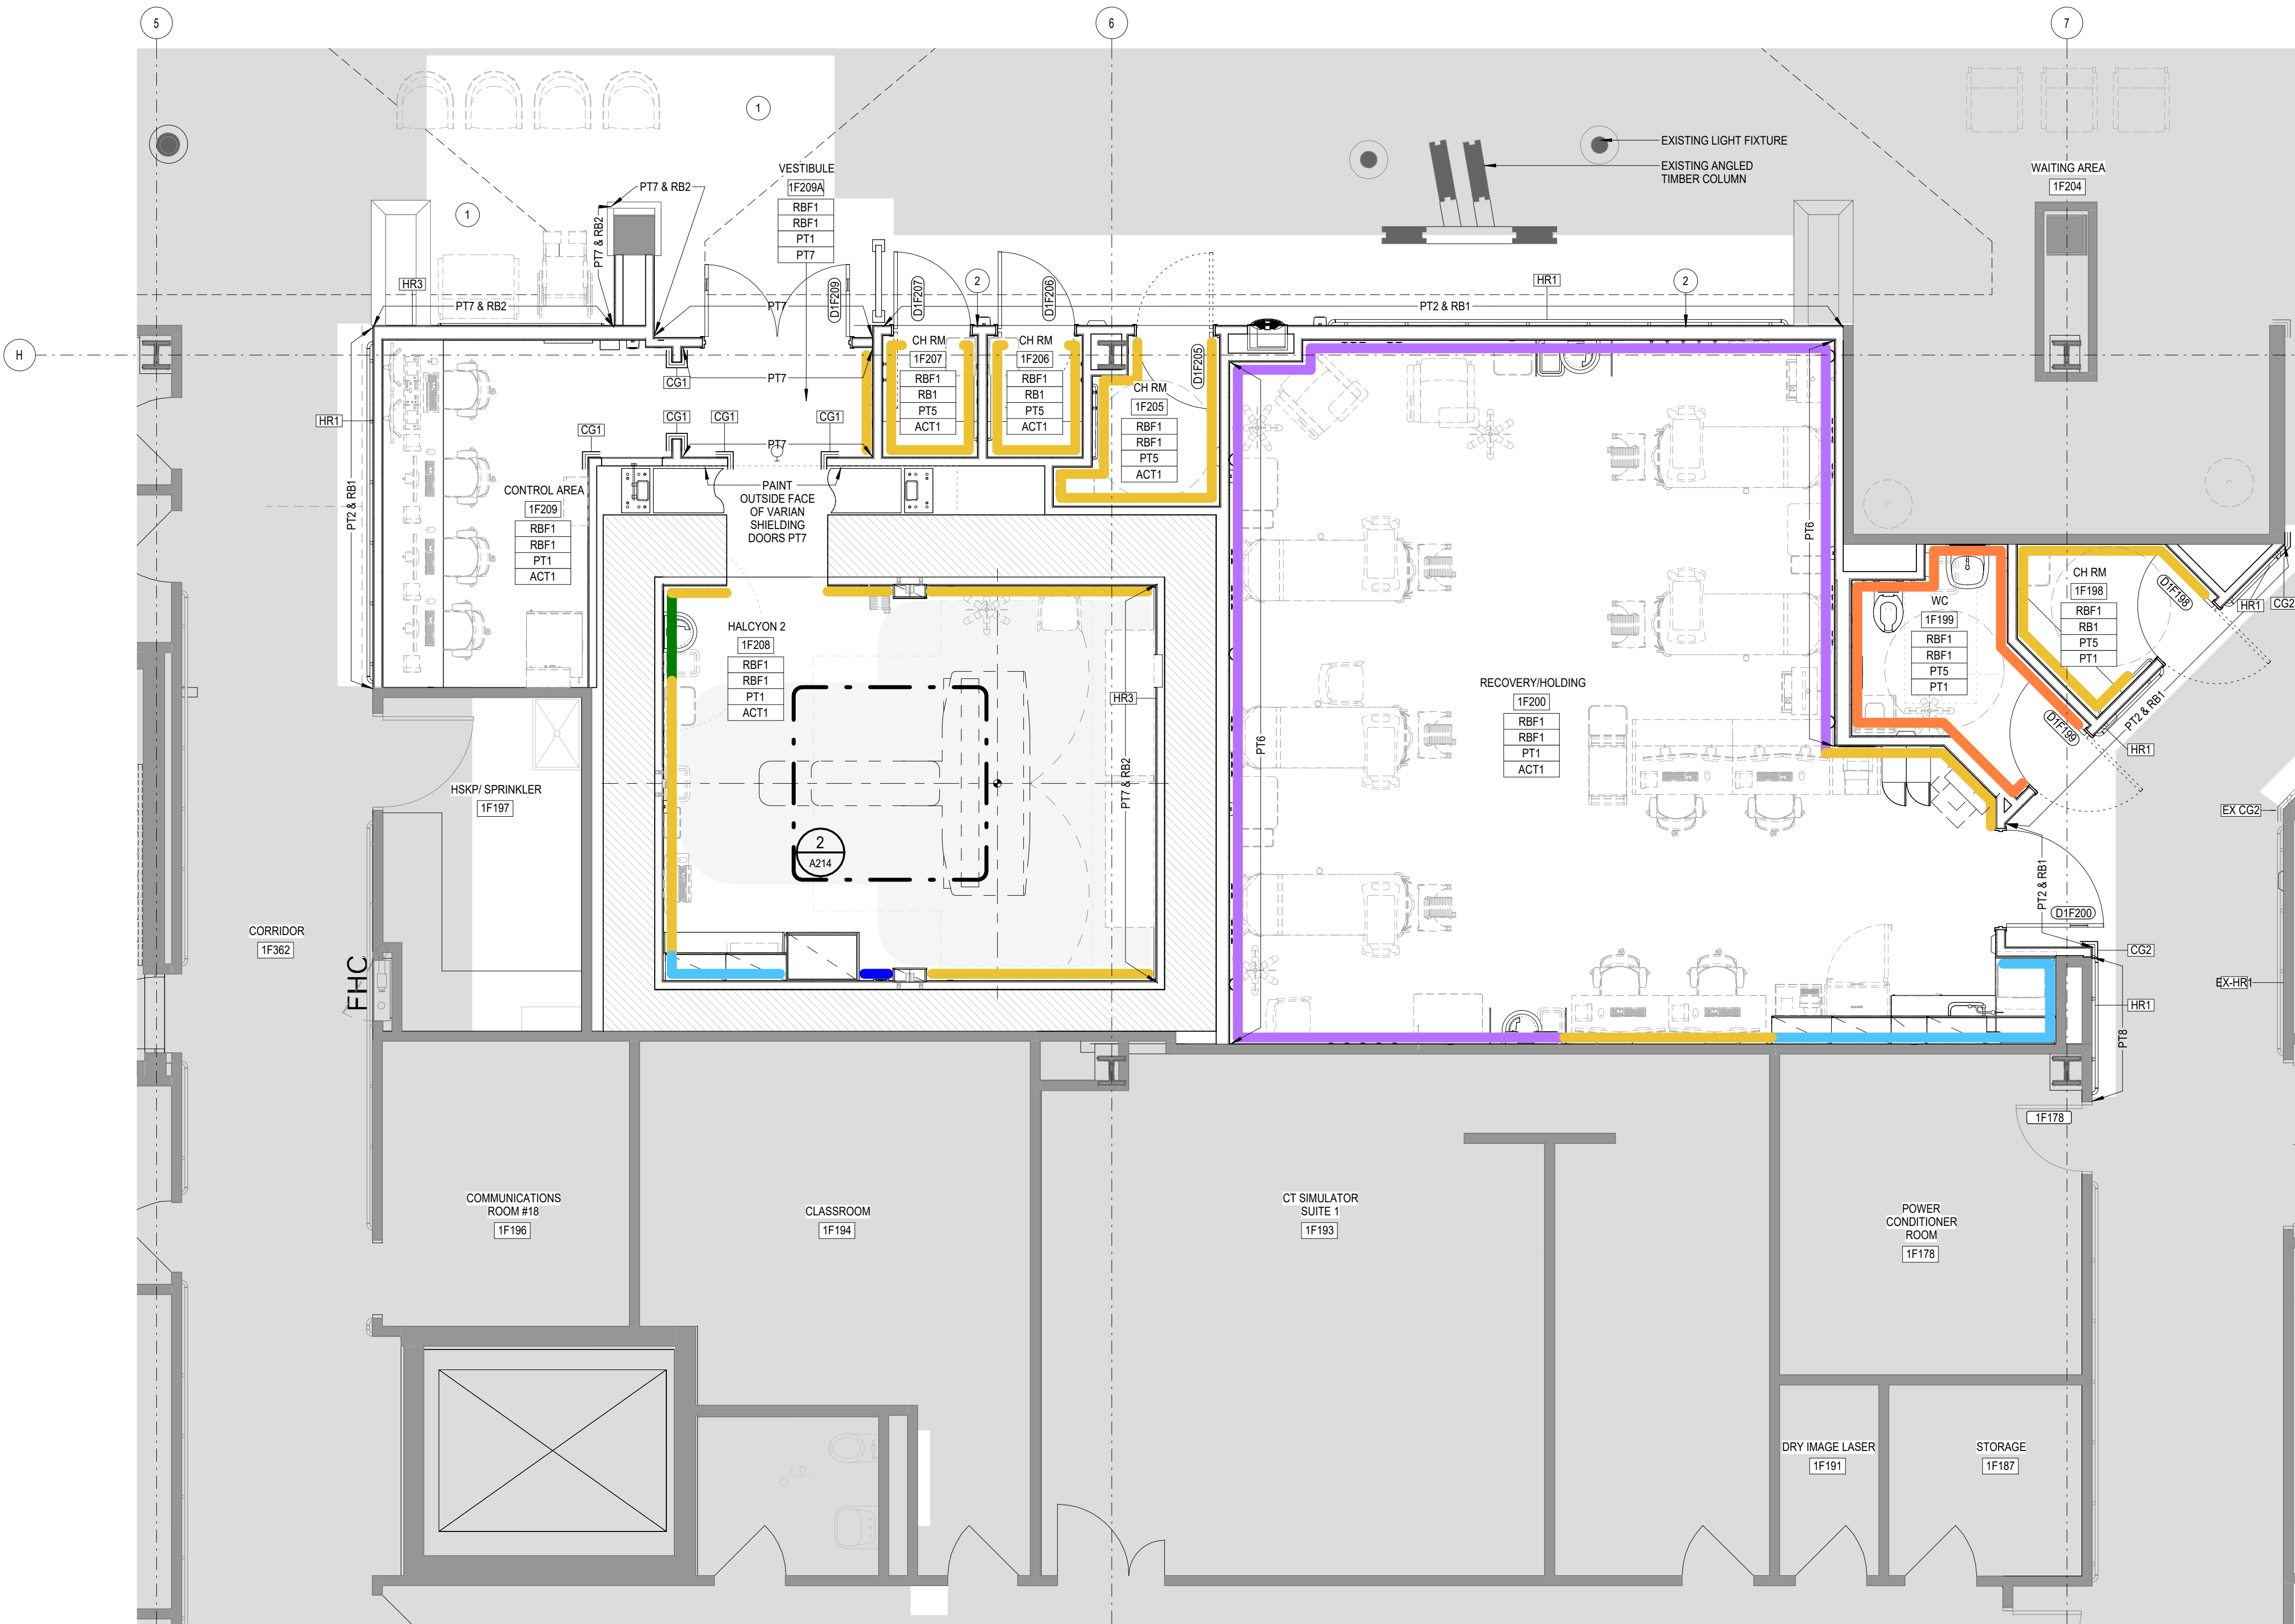 5
6
7
1
EXISTING LIGHT FIXTURE
EXISTING ANGLED
TIMBER COLUMN
VESTIBULE
1F209A
RBF1
RBF1
PT1
PT7
WAITING AREA
1F204
PT7 & RB2
PT7 & RB2
1
HR3
PT7 & RB2
PT7
D1F209
D1F207
2
D1F206
HR1
2
PT2 & RB1
H
CH RM
1F207
RBF1
RB1
PT5
ACT1
CH RM
1F206
RBF1
RB1
PT5
ACT1
D1F205
CH RM
1F205
RBF1
RBF1
PT5
ACT1
CG1
PT7
HR1
CG1
CG1
CG1
CG1
PT7
PT2 & RB1
CONTROL AREA
1F209
RBF1
RBF1
PT1
ACT1
PAINT
OUTSIDE FACE
OF VARIAN
SHIELDING
DOORS PT7
PT6
CH RM
1F198
RBF1
RB1
PT5
PT1
D1F198
HR1
CG2
WC
1F199
RBF1
RBF1
PT5
PT1
D1F199
PT2 & RB1
HR1
HALCYON 2
1F208
RBF1
RBF1
PT1
ACT1
HR3
PT7 & RB2
PT6
RECOVERY/HOLDING
1F200
RBF1
RBF1
PT1
ACT1
HSKP/ SPRINKLER
1F197
2
A214
EX CG2
PT2 & RB1
D1F200
CG2
CORRIDOR
1F362
FHC
EX-HR1
HR1
PT8
1F178
COMMUNICATIONS
ROOM #18
1F196
CLASSROOM
1F194
CT SIMULATOR
SUITE 1
1F193
POWER
CONDITIONER
ROOM
1F178
F.D.
DRY IMAGE LASER
1F191
STORAGE
1F187